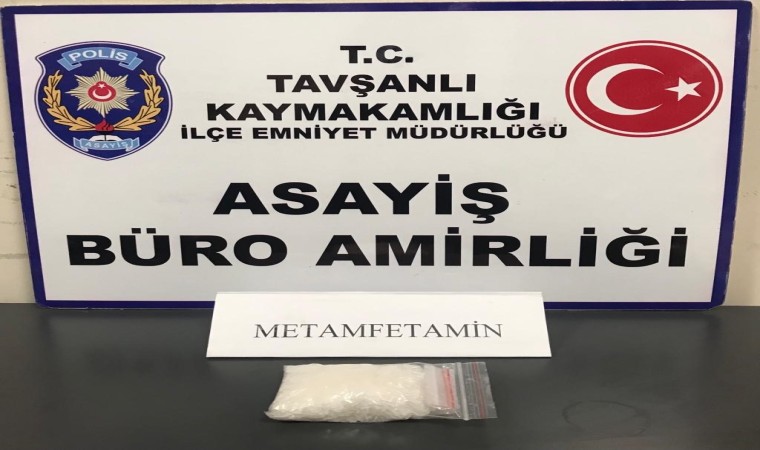 POLİS
ASAYİŞ
T.C.
TAVŞANLI
KAYMAKAMLIĞI
İLÇE EMNİYET MÜDÜRLÜĞÜ
ASAYİŞ
BÜRO AMİRLİĞİ
METAMFETAMİN